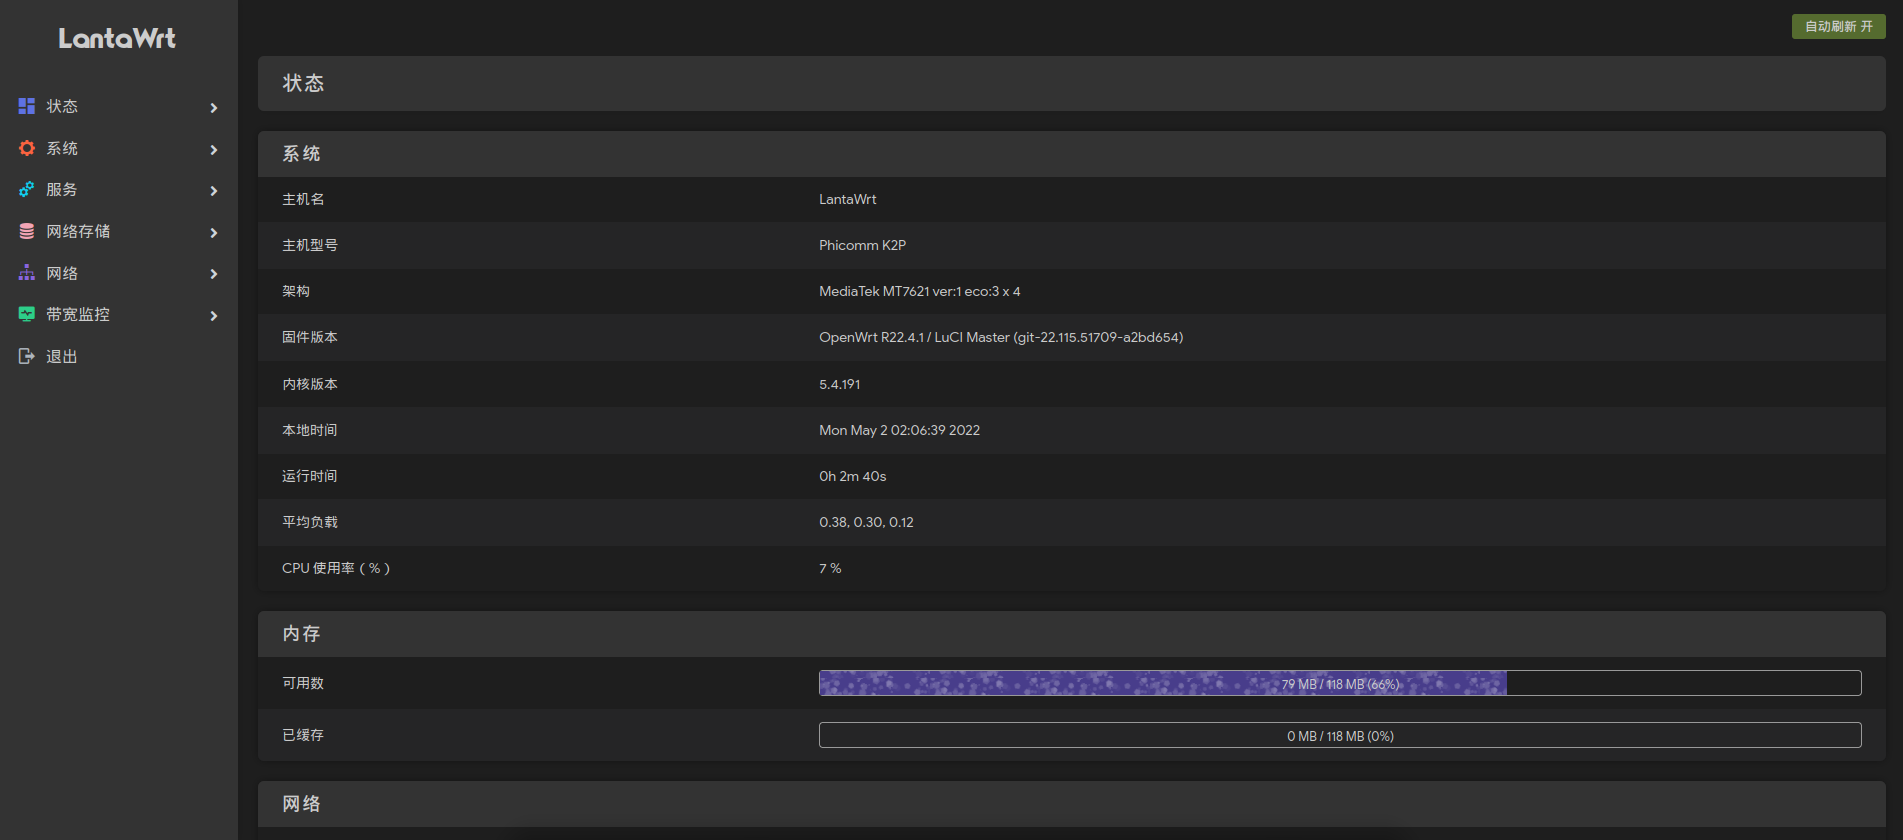 LantaWrt
状态
系统
服务
网络存储
网络
带宽监控
退出
自动刷新 开
状态
系统
主机名 LantaWrt
主机型号 Phicomm K2P
架构 MediaTek MT7621 ver:1 eco:3 x 4
固件版本 OpenWrt R22.4.1 / LuCI Master (git-22.115.51709-a2bd654)
内核版本 5.4.191
本地时间 Mon May 2 02:06:39 2022
运行时间 0h 2m 40s
平均负载 0.38, 0.30, 0.12
CPU 使用率（%） 7 %
内存
可用数 79 MB / 118 MB (66%)
已缓存 0 MB / 118 MB (0%)
网络